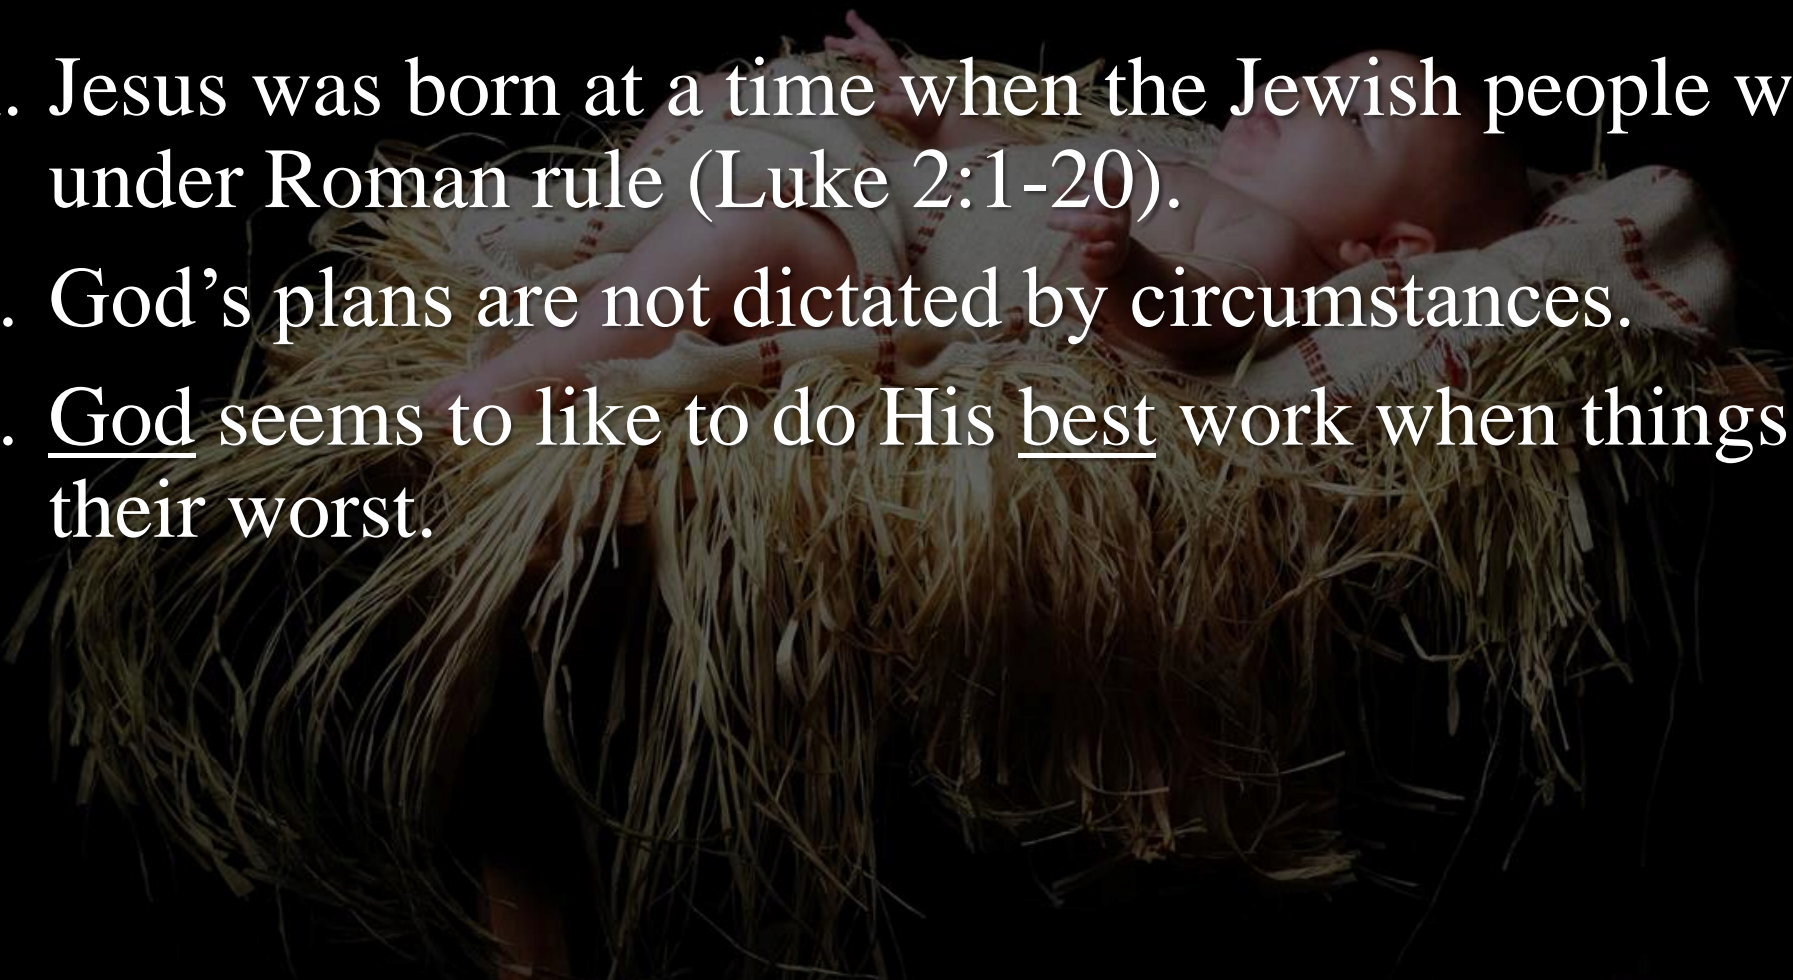 . Jesus was born at a time when the Jewish people w
under Roman rule (Luke 2:1-20).
. God’s plans are not dictated by circumstances.
. God seems to like to do His best work when things
their worst.